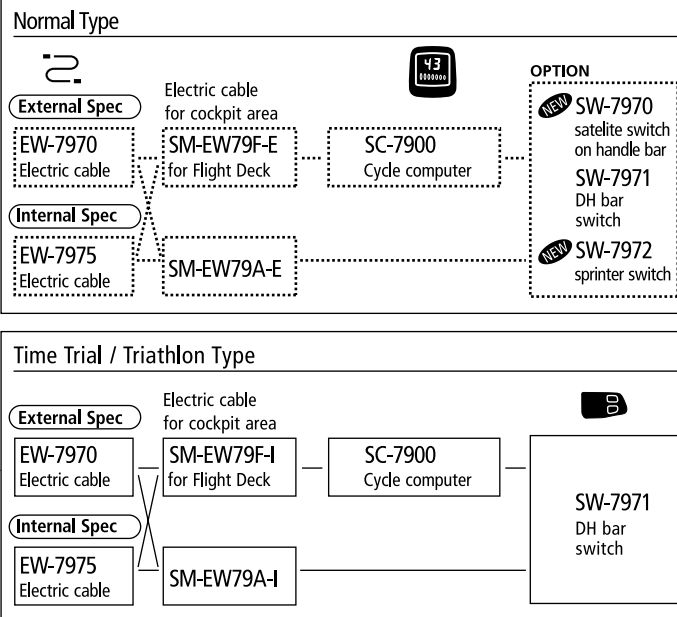 Normal Type
43
0000000
OPTION
Electric cable
for cockpit area
External Spec
EW-7970
Electric cable
SM-EW79F-E
for Flight Deck
SC-7900
Cycle computer
NEW SW-7970
satelite switch
on handle bar
SW-7971
DH bar
switch
Internal Spec
EW-7975
Electric cable
SM-EW79A-E
NEW SW-7972
sprinter switch
Time Trial / Triathlon Type
Electric cable
for cockpit area
External Spec
EW-7970
Electric cable
SM-EW79F-I
for Flight Deck
SC-7900
Cycle computer
SW-7971
DH bar
switch
Internal Spec
EW-7975
Electric cable
SM-EW79A-I